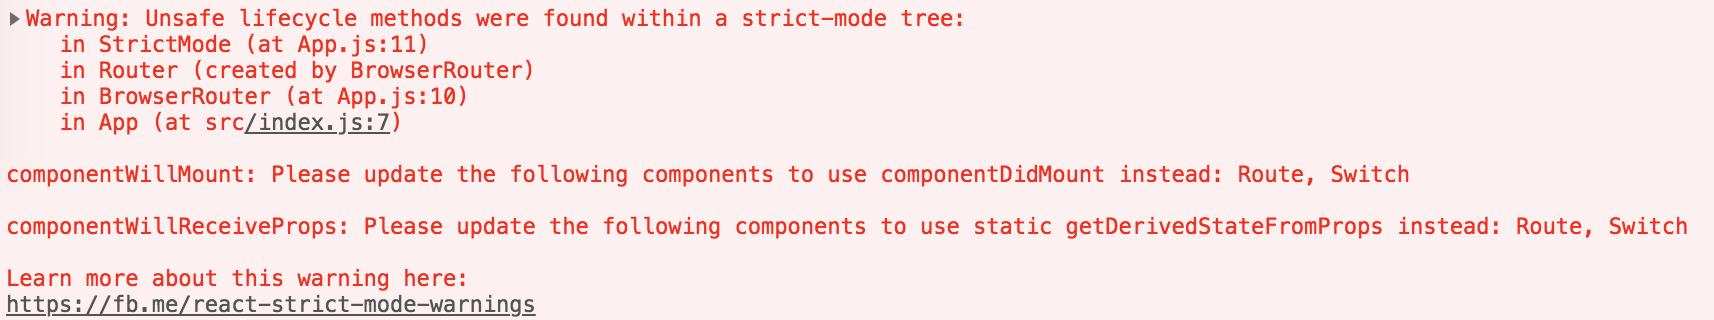 Warning: Unsafe lifecycle methods were found within a strict-mode tree:
in StrictMode (at App.js:11)
in Router (created by BrowserRouter)
in BrowserRouter (at App.js:10)
in App (at src/index.js:7)
componentWillMount: Please update the following components to use componentDidMount instead: Route, Switch
componentWillReceiveProps: Please update the following components to use static getDerivedStateFromProps instead: Route, Switch
Learn more about this warning here:
https://fb.me/react-strict-mode-warnings